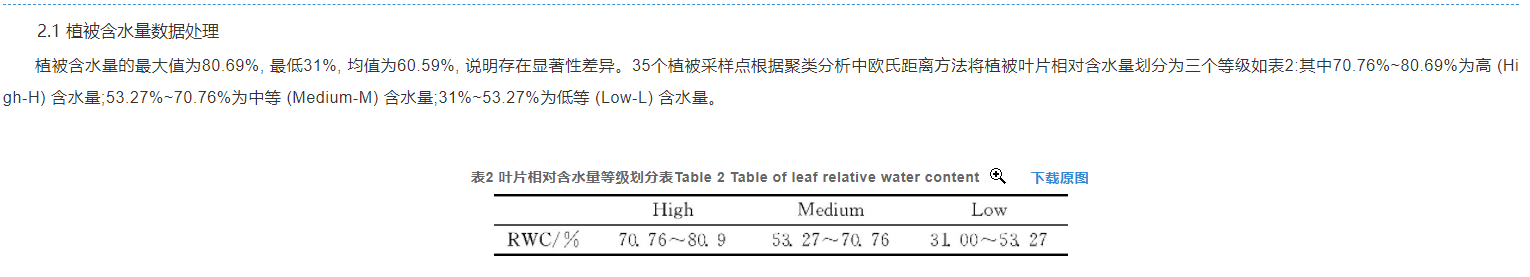 2.1 植被含水量数据处理
植被含水量的最大值为80.69%, 最低31%, 均值为60.59%, 说明存在显著性差异。35个植被采样点根据聚类分析中欧氏距离方法将植被叶片相对含水量划分为三个等级如表2:其中70.76%~80.69%为高 (Hi
gh-H) 含水量;53.27%~70.76%为中等 (Medium-M) 含水量;31%~53.27%为低等 (Low-L) 含水量。
表2 叶片相对含水量等级划分表Table 2 Table of leaf relative water content 下载原图
High Medium Low
RWC/% 70.76~80.9 53.27~70.76 31.00~53.27